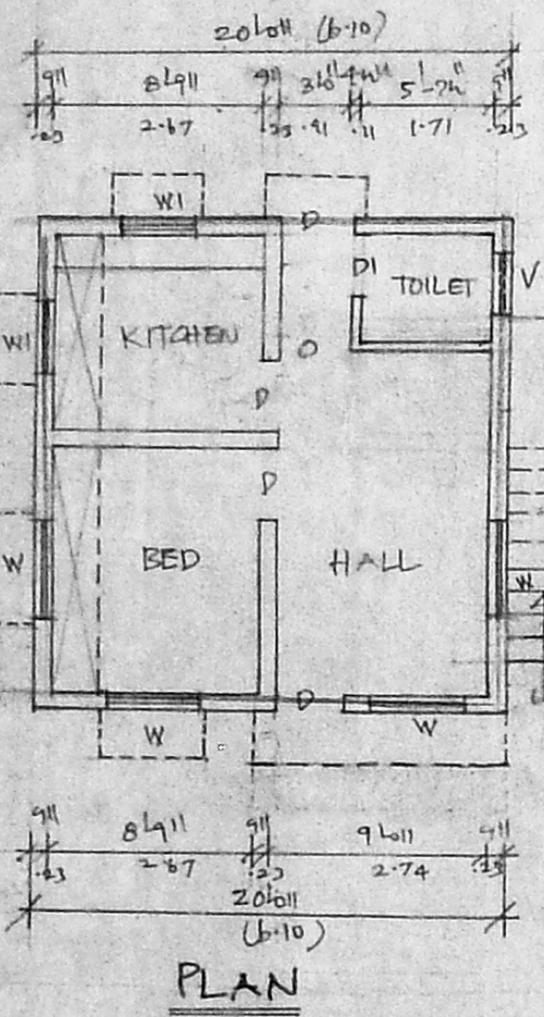 20'-0" (6.10)
9" 8'-9" 9" 3'-0" 4½" 5'-7½" 9"
.23 2.67 .23 .91 .11 1.71 .23
W1
D
D1 TOILET V
W1 KITCHEN O
D
D
W BED HALL W
D
W W
9" 8'-9" 9" 9'-0" 9"
.23 2.67 .23 2.74 .23
20'-0"
(6.10)
PLAN